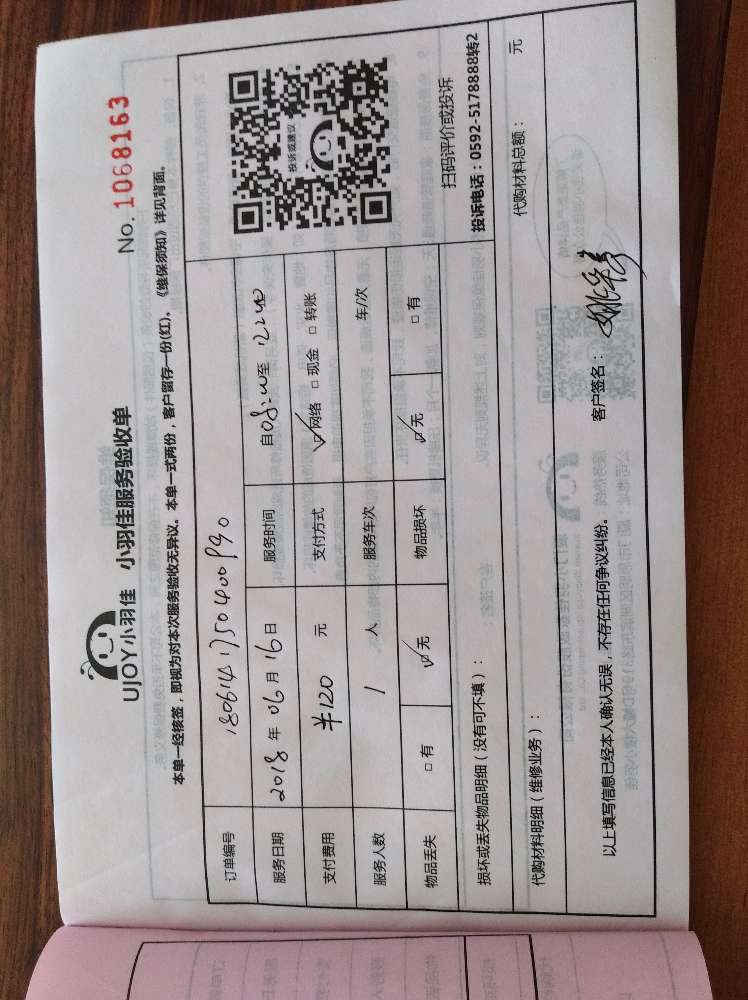 UJOY小羽佳 小羽佳服务验收单
No. 1068163
本单一经核签，即视为对本次服务验收无异议。本单一式两份，客户留存一份(红)。《维保须知》详见背面。
订单编号
服务日期 2018 年 06 月 16 日 服务时间 自08:00至12:00
支付费用 ￥120 元 支付方式 ☑网络 □现金 □转账
服务人数 1 人 服务车次 车/次
物品丢失 □有 ☑无 物品损坏 ☑无 □有
投诉或建议
扫码评价或投诉
投诉电话：0592-5178888转2
损坏或丢失物品明细（没有可不填）：
代购材料明细（维修业务）： 代购材料总额： 元
以上填写信息已经本人确认无误，不存在任何争议纠纷。 客户签名：